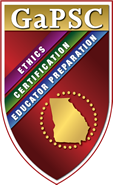 GaPSC
ETHICS
CERTIFICATION
EDUCATOR PREPARATION